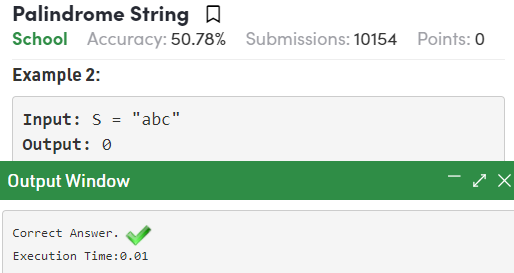 Palindrome String
School Accuracy: 50.78% Submissions: 10154 Points: 0
Example 2:
Input: S = "abc"
Output: 0
Output Window
Correct Answer.
Execution Time:0.01